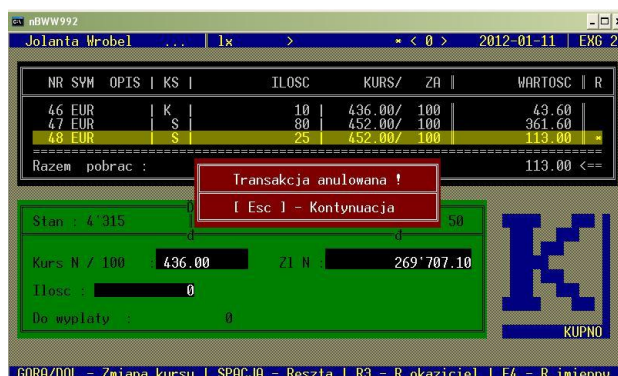 nBWW992
Jolanta Wrobel ... 1x > * < 0 > 2012-01-11 EXG 2
NR SYM OPIS | KS | ILOSC KURS/ ZA WARTOSC R
46 EUR | K | 10 | 436.00/ 100 43.60
47 EUR | S | 80 | 452.00/ 100 361.60
48 EUR | S | 25 | 452.00/ 100 113.00 *
Razem pobrac : 113.00 <==
Transakcja anulowana !
[ Esc ] - Kontynuacja
Stan : 4'315 50
Kurs N / 100 : 436.00 Zl N : 269'707.10
Ilosc : 0
Do wyplaty : 0
K
KUPNO
GORA/DOL - Zmiana kursu | SPACJA - Reszta | R3 - R okaziciel | F4 - R imienny